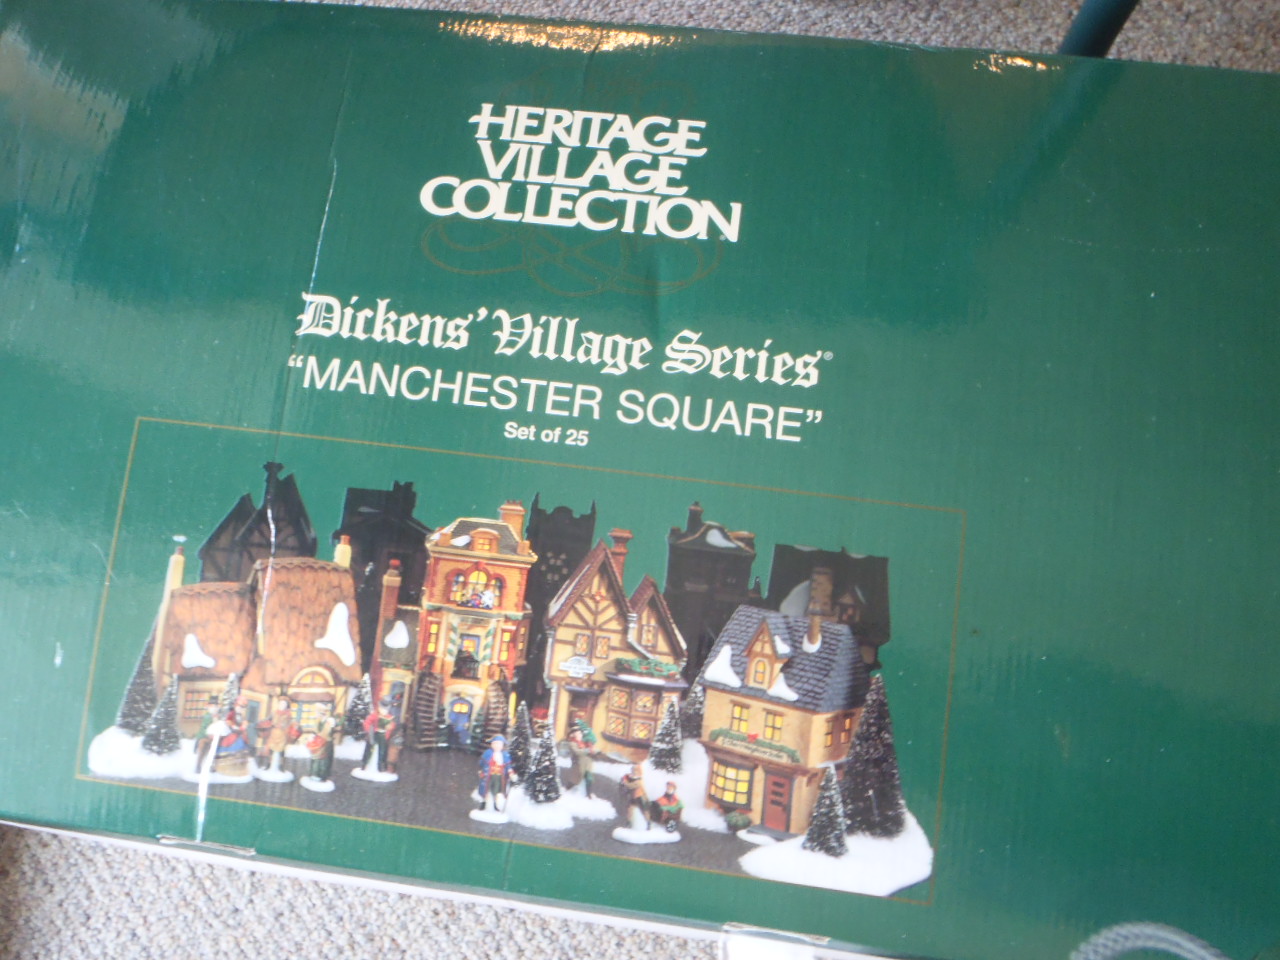 HERITAGE
VILLAGE
COLLECTION®
Dickens' Village Series®
“MANCHESTER SQUARE”
Set of 25